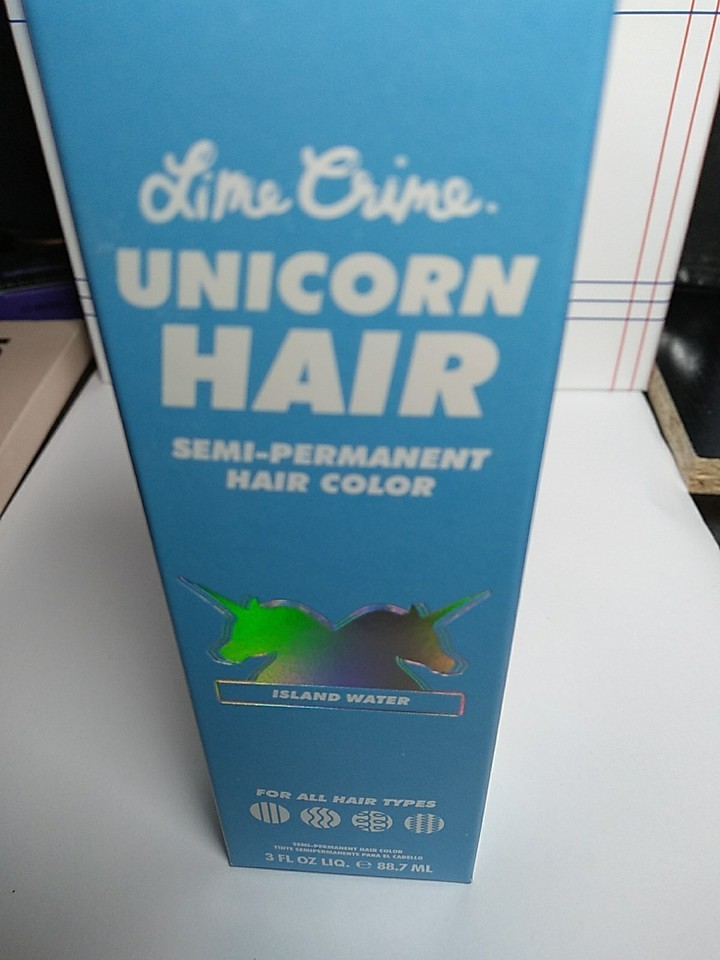 Lime Crime.
UNICORN
HAIR
SEMI-PERMANENT
HAIR COLOR
ISLAND WATER
FOR ALL HAIR TYPES
SEMI-PERMANENT HAIR COLOR
TINTE SEMIPERMANENTE PARA EL CABELLO
3 FL OZ LIQ. ℮ 88.7 ML